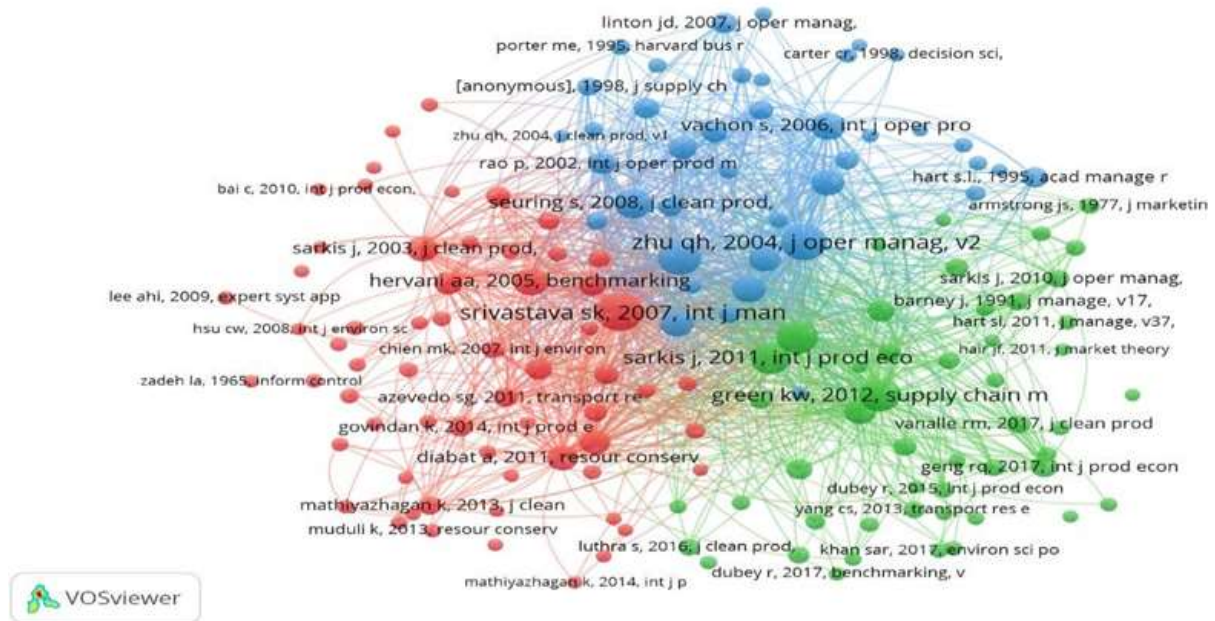 linton jd, 2007, j oper manag,
porter me, 1995, harvard bus r
carter cr, 1998, decision sci,
[anonymous], 1998, j supply ch
vachon s, 2006, int j oper pro
zhu qh, 2004, j clean prod, v1
rao p, 2002, int j oper prod m
hart s.l., 1995, acad manage r
bai c, 2010, int j prod econ,
seuring s, 2008, j clean prod,
armstrong js, 1977, j marketin
zhu qh, 2004, j oper manag, v2
sarkis j, 2003, j clean prod,
sarkis j, 2010, j oper manag,
hervani aa, 2005, benchmarking
lee ahi, 2009, expert syst app
barney j, 1991, j manage, v17,
srivastava sk, 2007, int j man
hart sl, 2011, j manage, v37,
hsu cw, 2008, int j environ sc
chien mk, 2007, int j environ
hair jf, 2011, j market theory
sarkis j, 2011, int j prod eco
zadeh la, 1965, inform control
azevedo sg, 2011, transport re
green kw, 2012, supply chain m
govindan k, 2014, int j prod e
vanalle rm, 2017, j clean prod
diabat a, 2011, resour conserv
geng rq, 2017, int j prod econ
dubey r, 2015, int j prod econ
mathiyazhagan k, 2013, j clean
yang cs, 2013, transport res e
muduli k, 2013, resour conserv
luthra s, 2016, j clean prod,
khan sar, 2017, environ sci po
dubey r, 2017, benchmarking, v
mathiyazhagan k, 2014, int j p
VOSviewer